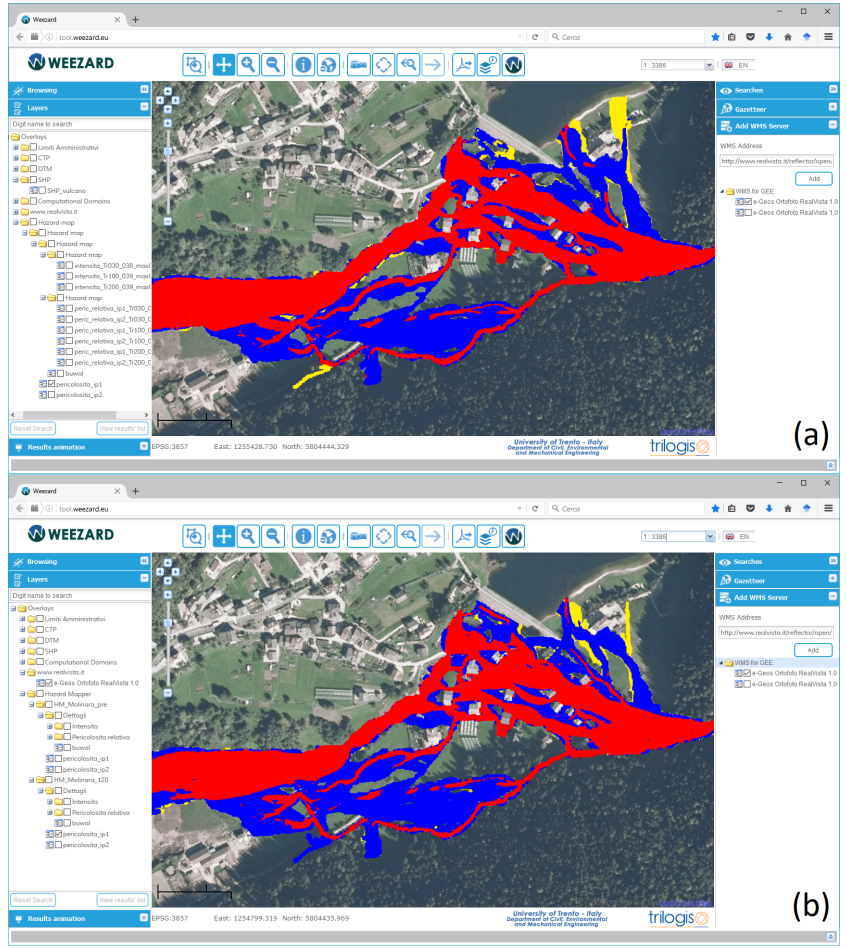 Weezard
tool.weezard.eu
Cerca
WEEZARD
1 : 3386
EN
Browsing
Layers
Digit name to search
Overlays
Limiti Amministrativi
CTP
DTM
SHP
SHP_vulcano
Computational Domains
www.realvista.it
Hazard map
Hazard map
Hazard map
Hazard map
intensita_Tr030_038_max
intensita_Tr100_039_max
intensita_Tr200_039_max
Hazard map
peric_relativa_ip1_Tr030_0
peric_relativa_ip2_Tr030_0
peric_relativa_ip1_Tr100_0
peric_relativa_ip2_Tr100_0
peric_relativa_ip1_Tr200_0
peric_relativa_ip2_Tr200_0
buwal
pericolosita_ip1
pericolosita_ip2
Reset Search
View results' list
Results animation
Searches
Gazetteer
Add WMS Server
WMS Address
http://www.realvista.it/reflector/open/
Add
WMS for GEE
e-Geos Ortofoto RealVista 1.0
e-Geos Ortofoto RealVista 1.0
(a)
EPSG:3857 East: 1255428.730 North: 5804444.329
University of Trento - Italy
Department of Civil, Environmental
and Mechanical Engineering
trilogis
Weezard
tool.weezard.eu
Cerca
WEEZARD
1 : 3386
EN
Browsing
Layers
Digit name to search
Overlays
Limiti Amministrativi
CTP
DTM
SHP
Computational Domains
www.realvista.it
e-Geos Ortofoto RealVista 1.0
Hazard Mapper
HM_Molinara_pre
Dettagli
Intensita
Pericolosita relativa
buwal
pericolosita_ip1
pericolosita_ip2
HM_Molinara_120
Dettagli
Intensita
Pericolosita relativa
buwal
pericolosita_ip1
pericolosita_ip2
Reset Search
View results' list
Results animation
Searches
Gazetteer
Add WMS Server
WMS Address
http://www.realvista.it/reflector/open/
Add
WMS for GEE
e-Geos Ortofoto RealVista 1.0
e-Geos Ortofoto RealVista 1.0
(b)
EPSG:3857 East: 1254799.319 North: 5804435.969
University of Trento - Italy
Department of Civil, Environmental
and Mechanical Engineering
trilogis